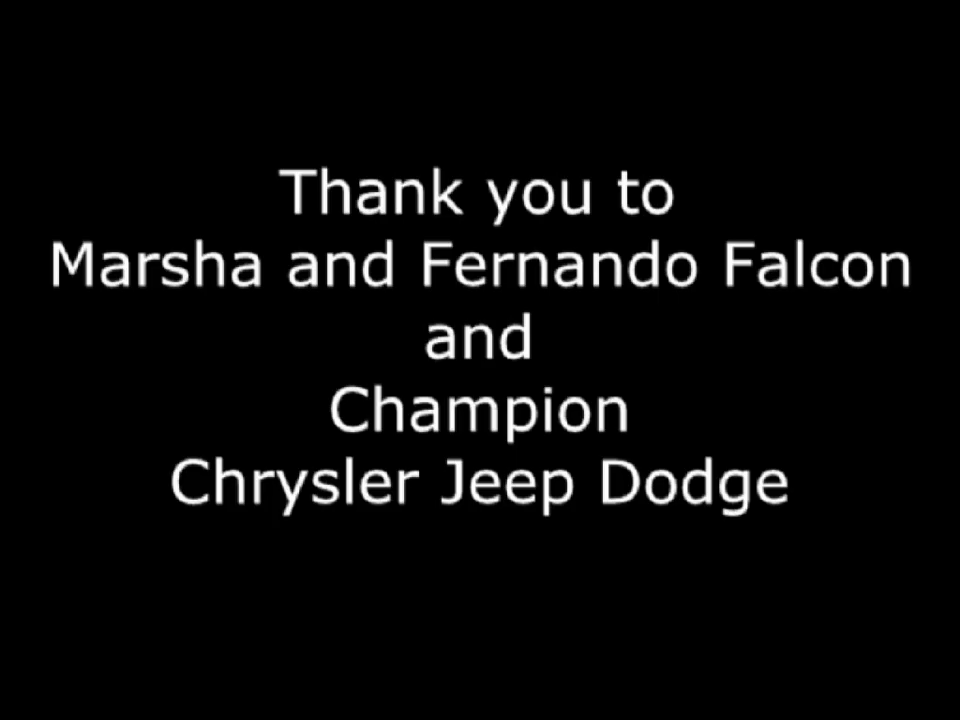 Thank you to
Marsha and Fernando Falcon
and
Champion
Chrysler Jeep Dodge